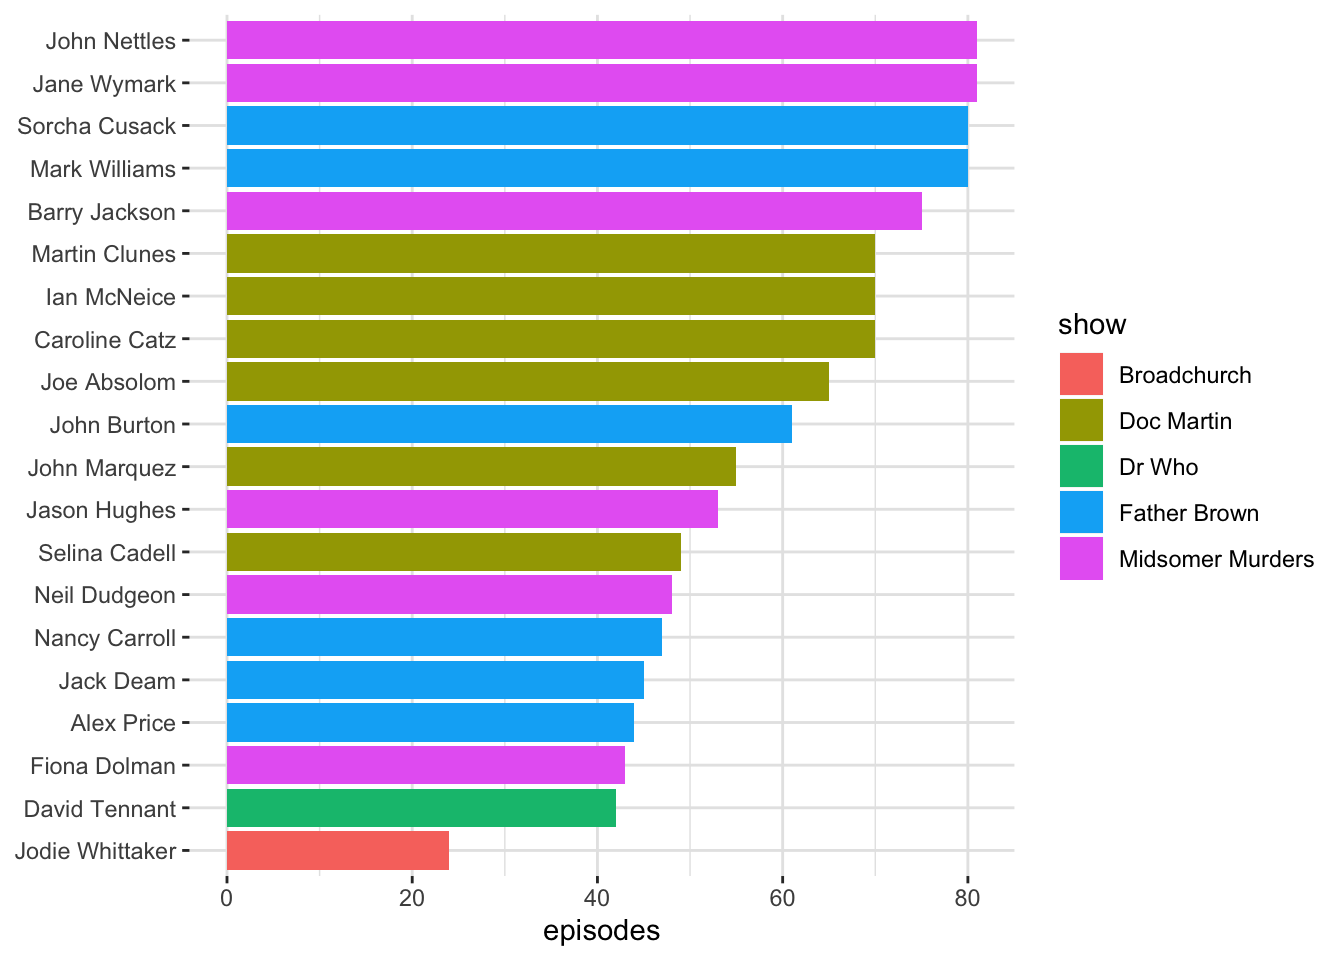 John Nettles
Jane Wymark
Sorcha Cusack
Mark Williams
Barry Jackson
Martin Clunes
Ian McNeice
Caroline Catz
Joe Absolom
John Burton
John Marquez
Jason Hughes
Selina Cadell
Neil Dudgeon
Nancy Carroll
Jack Deam
Alex Price
Fiona Dolman
David Tennant
Jodie Whittaker
0 20 40 60 80
episodes
show
Broadchurch
Doc Martin
Dr Who
Father Brown
Midsomer Murders